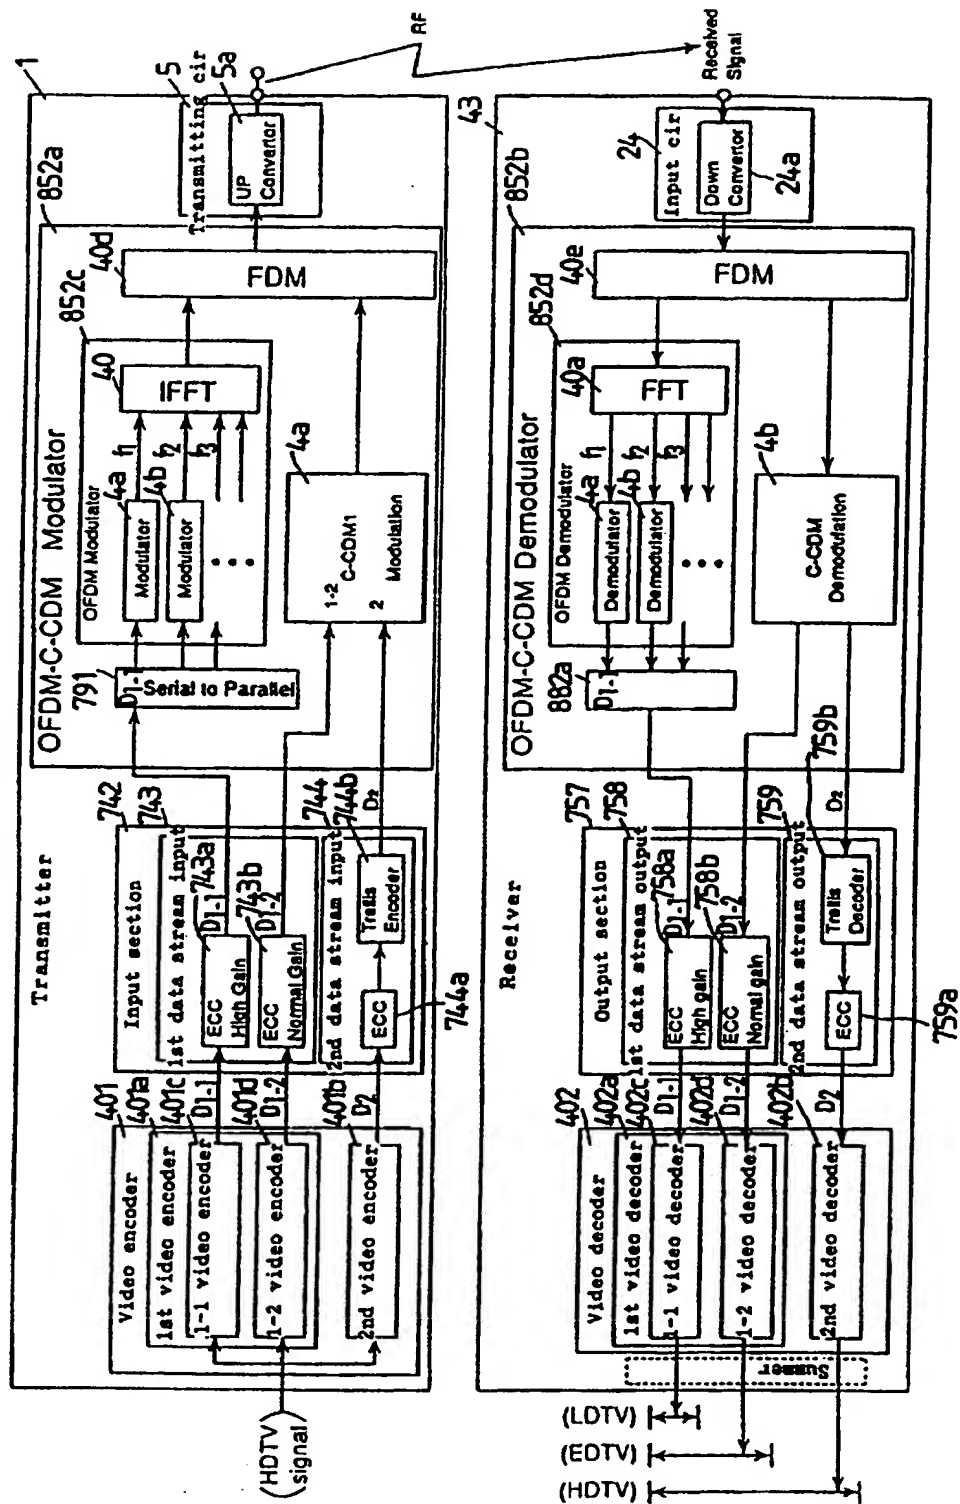 Transmitter
1
(HDTV
signal)
Video encoder
401
1st video encoder
401a
1-1 video encoder
401c
1-2 video encoder
401d
2nd video encoder
401b
D1-1
D1-2
D2
Input section
742
1st data stream input
743
ECC
High Gain
743a
D1-1
ECC
Normal Gain
743b
D1-2
2nd data stream input
744
ECC
744a
Trellis
Encoder
744b
D2
OFDM-C-CDM Modulator
852a
791
D1-1
Serial to Parallel
OFDM Modulator
852c
Modulator
4a
Modulator
4b
f1
f2
f3
IFFT
40
1-2
2
C-CDM1
Modulation
4a
FDM
40d
Transmitting cir
5
UP
Convertor
5a
RF
Receiver
43
Received
Signal
Input cir
24
Down
Convertor
24a
OFDM-C-CDM Demodulator
852b
FDM
40e
OFDM Demodulator
852d
FFT
40a
f1
f2
f3
Demodulator
4a
Demodulator
4b
C-CDM
Demodulation
4b
882a
D1-1
D2
Output section
757
1st data stream output
758
ECC
High gain
758a
D1-1
ECC
Normal gain
758b
D1-2
2nd data stream output
759
ECC
759a
Trellis
Decoder
759b
Video decoder
402
1st video decoder
402a
1-1 video decoder
402c
1-2 video decoder
402d
2nd video decoder
402b
D1-1
D1-2
D2
Summer
(LDTV)
(EDTV)
(HDTV)